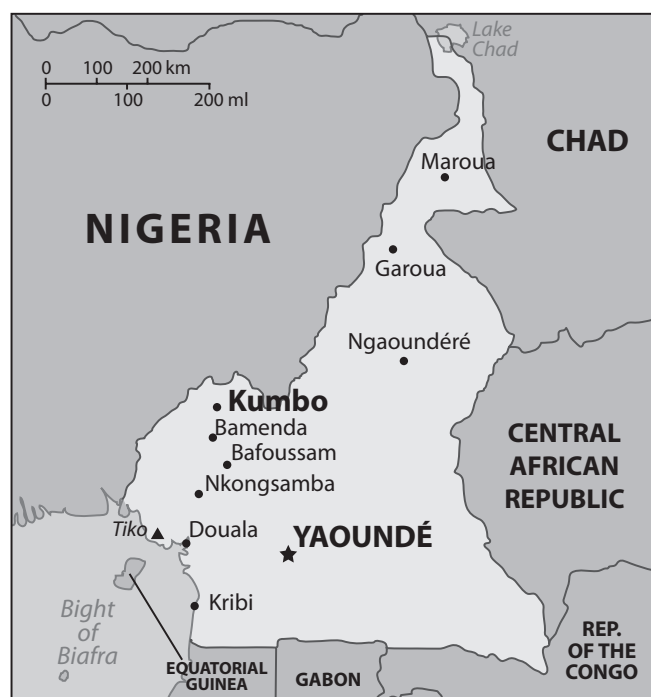 Lake
Chad
0 100 200 km
0 100 200 ml
CHAD
Maroua
NIGERIA
Garoua
Ngaoundéré
Kumbo
Bamenda
Bafoussam
Nkongsamba
CENTRAL
AFRICAN
REPUBLIC
Tiko
Douala
YAOUNDÉ
Kribi
Bight
of
Biafra
EQUATORIAL
GUINEA
GABON
REP.
OF THE
CONGO